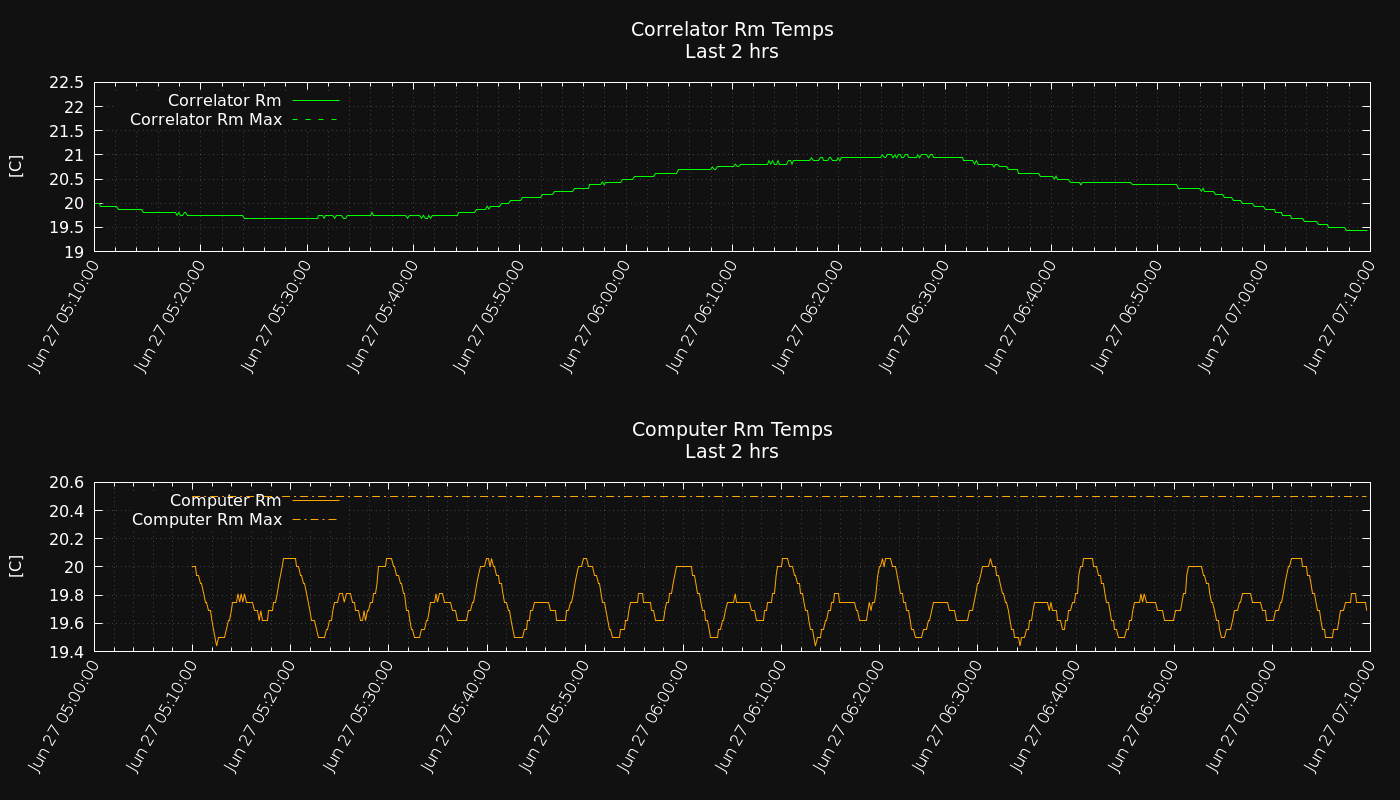 Correlator Rm Temps
Last 2 hrs
22.5
22
21.5
21
20.5
20
19.5
19
[C]
Correlator Rm
Correlator Rm Max
Jun 27 05:10:00
Jun 27 05:20:00
Jun 27 05:30:00
Jun 27 05:40:00
Jun 27 05:50:00
Jun 27 06:00:00
Jun 27 06:10:00
Jun 27 06:20:00
Jun 27 06:30:00
Jun 27 06:40:00
Jun 27 06:50:00
Jun 27 07:00:00
Jun 27 07:10:00
Computer Rm Temps
Last 2 hrs
20.6
20.4
20.2
20
19.8
19.6
19.4
[C]
Computer Rm
Computer Rm Max
Jun 27 05:00:00
Jun 27 05:10:00
Jun 27 05:20:00
Jun 27 05:30:00
Jun 27 05:40:00
Jun 27 05:50:00
Jun 27 06:00:00
Jun 27 06:10:00
Jun 27 06:20:00
Jun 27 06:30:00
Jun 27 06:40:00
Jun 27 06:50:00
Jun 27 07:00:00
Jun 27 07:10:00